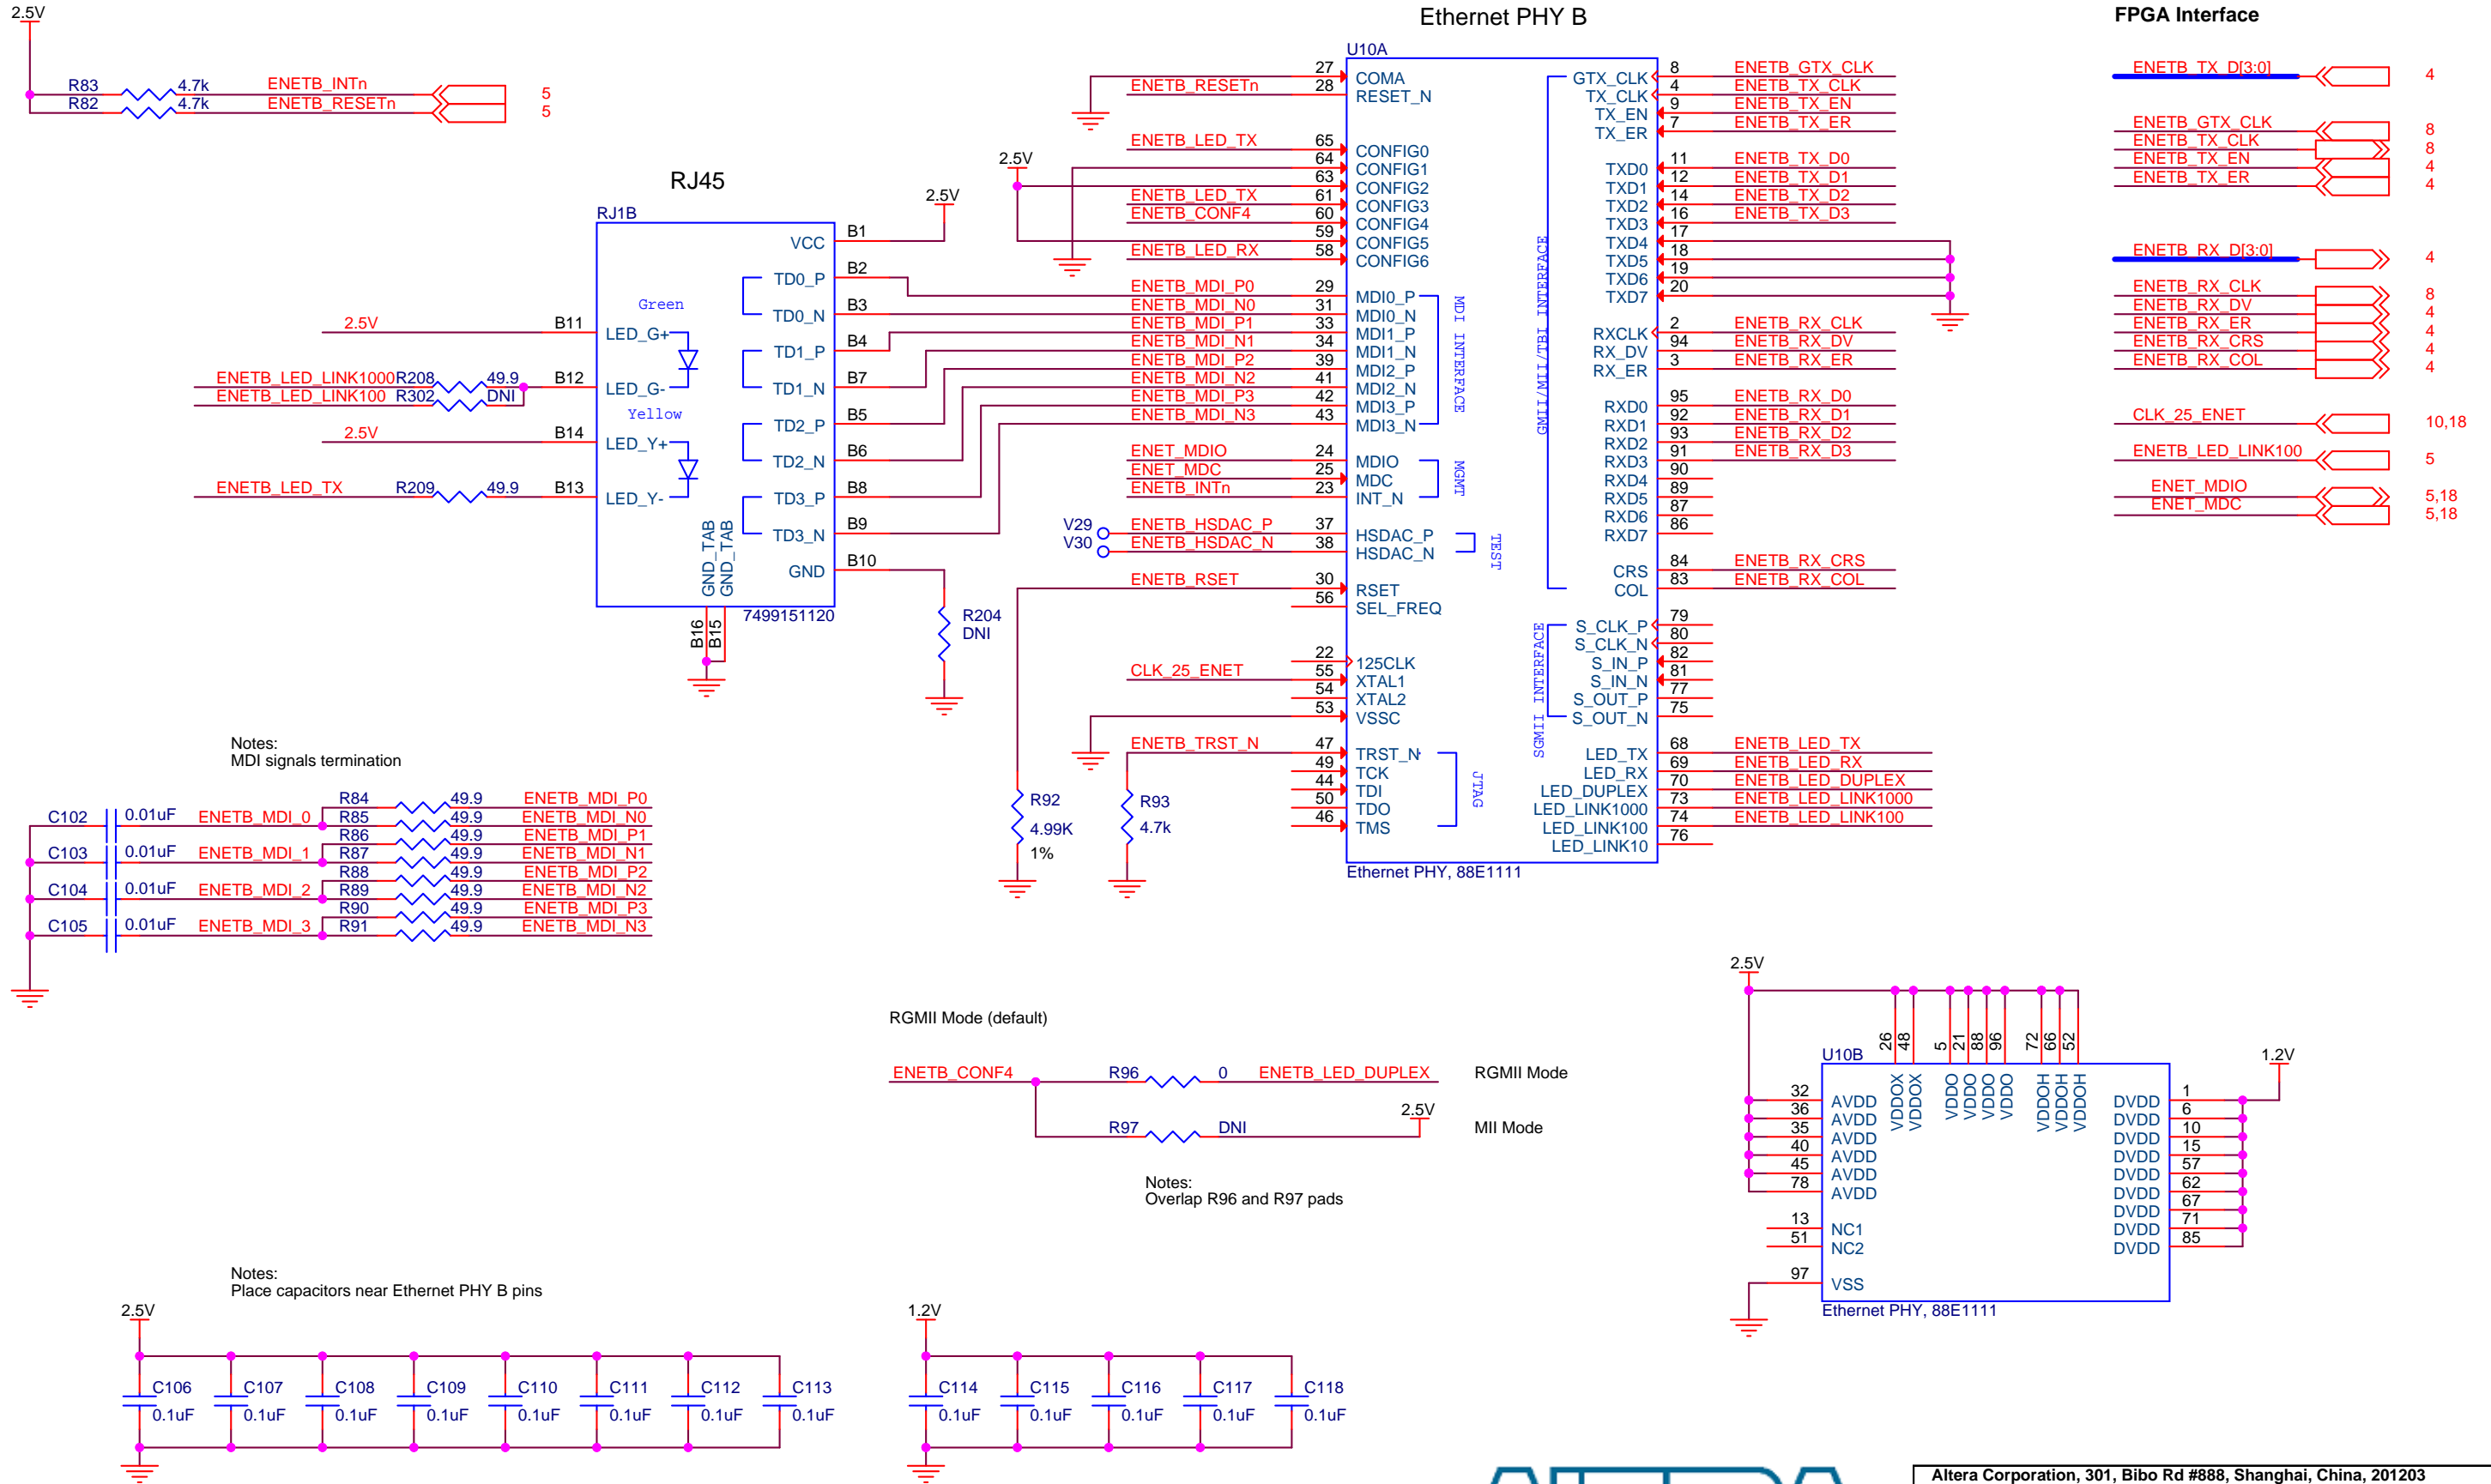 2.5V
R83 4.7k ENETB_INTn 5
R82 4.7k ENETB_RESETn 5
RJ45
RJ1B
2.5V
VCC B1
TD0_P B2
TD0_N B3
TD1_P B4
TD1_N B7
TD2_P B5
TD2_N B6
TD3_P B8
TD3_N B9
GND B10
Green
2.5V B11 LED_G+
ENETB_LED_LINK1000 R208 49.9 B12 LED_G-
ENETB_LED_LINK100 R302 DNI
Yellow
2.5V B14 LED_Y+
ENETB_LED_TX R209 49.9 B13 LED_Y-
GND_TAB GND_TAB
B16 B15
7499151120
R204
DNI
Ethernet PHY B
U10A
27 COMA
ENETB_RESETn 28 RESET_N
2.5V
ENETB_LED_TX 65 CONFIG0
64 CONFIG1
63 CONFIG2
ENETB_LED_TX 61 CONFIG3
ENETB_CONF4 60 CONFIG4
59 CONFIG5
ENETB_LED_RX 58 CONFIG6
ENETB_MDI_P0 29 MDI0_P
ENETB_MDI_N0 31 MDI0_N
ENETB_MDI_P1 33 MDI1_P
ENETB_MDI_N1 34 MDI1_N
ENETB_MDI_P2 39 MDI2_P
ENETB_MDI_N2 41 MDI2_N
ENETB_MDI_P3 42 MDI3_P
ENETB_MDI_N3 43 MDI3_N
MDI INTERFACE
ENET_MDIO 24 MDIO
ENET_MDC 25 MDC
ENETB_INTn 23 INT_N
MGMT
V29 ENETB_HSDAC_P 37 HSDAC_P
V30 ENETB_HSDAC_N 38 HSDAC_N
TEST
ENETB_RSET 30 RSET
56 SEL_FREQ
22 125CLK
CLK_25_ENET 55 XTAL1
54 XTAL2
53 VSSC
ENETB_TRST_N 47 TRST_N
49 TCK
44 TDI
50 TDO
46 TMS
JTAG
R92
4.99K
1%
R93
4.7k
GTX_CLK 8 ENETB_GTX_CLK
TX_CLK 4 ENETB_TX_CLK
TX_EN 9 ENETB_TX_EN
TX_ER 7 ENETB_TX_ER
TXD0 11 ENETB_TX_D0
TXD1 12 ENETB_TX_D1
TXD2 14 ENETB_TX_D2
TXD3 16 ENETB_TX_D3
TXD4 17
TXD5 18
TXD6 19
TXD7 20
GMII/MII/TBI INTERFACE
RXCLK 2 ENETB_RX_CLK
RX_DV 94 ENETB_RX_DV
RX_ER 3 ENETB_RX_ER
RXD0 95 ENETB_RX_D0
RXD1 92 ENETB_RX_D1
RXD2 93 ENETB_RX_D2
RXD3 91 ENETB_RX_D3
RXD4 90
RXD5 89
RXD6 87
RXD7 86
CRS 84 ENETB_RX_CRS
COL 83 ENETB_RX_COL
SGMII INTERFACE
S_CLK_P 79
S_CLK_N 80
S_IN_P 82
S_IN_N 81
S_OUT_P 77
S_OUT_N 75
LED_TX 68 ENETB_LED_TX
LED_RX 69 ENETB_LED_RX
LED_DUPLEX 70 ENETB_LED_DUPLEX
LED_LINK1000 73 ENETB_LED_LINK1000
LED_LINK100 74 ENETB_LED_LINK100
LED_LINK10 76
Ethernet PHY, 88E1111
FPGA Interface
ENETB_TX_D[3:0] 4
ENETB_GTX_CLK 8
ENETB_TX_CLK 8
ENETB_TX_EN 4
ENETB_TX_ER 4
ENETB_RX_D[3:0] 4
ENETB_RX_CLK 8
ENETB_RX_DV 4
ENETB_RX_ER 4
ENETB_RX_CRS 4
ENETB_RX_COL 4
CLK_25_ENET 10,18
ENETB_LED_LINK100 5
ENET_MDIO 5,18
ENET_MDC 5,18
Notes:
MDI signals termination
R84 49.9 ENETB_MDI_P0
C102 0.01uF ENETB_MDI_0 R85 49.9 ENETB_MDI_N0
R86 49.9 ENETB_MDI_P1
C103 0.01uF ENETB_MDI_1 R87 49.9 ENETB_MDI_N1
R88 49.9 ENETB_MDI_P2
C104 0.01uF ENETB_MDI_2 R89 49.9 ENETB_MDI_N2
R90 49.9 ENETB_MDI_P3
C105 0.01uF ENETB_MDI_3 R91 49.9 ENETB_MDI_N3
RGMII Mode (default)
ENETB_CONF4 R96 0 ENETB_LED_DUPLEX RGMII Mode
2.5V
R97 DNI MII Mode
Notes:
Overlap R96 and R97 pads
2.5V
U10B
26 48 5 21 88 96 72 66 52
VDDOX VDDOX VDDO VDDO VDDO VDDO VDDOH VDDOH VDDOH
1.2V
32 AVDD DVDD 1
36 AVDD DVDD 6
35 AVDD DVDD 10
40 AVDD DVDD 15
45 AVDD DVDD 57
78 AVDD DVDD 62
DVDD 67
13 NC1 DVDD 71
51 NC2 DVDD 85
97 VSS
Ethernet PHY, 88E1111
Notes:
Place capacitors near Ethernet PHY B pins
2.5V
C106 C107 C108 C109 C110 C111 C112 C113
0.1uF 0.1uF 0.1uF 0.1uF 0.1uF 0.1uF 0.1uF 0.1uF
1.2V
C114 C115 C116 C117 C118
0.1uF 0.1uF 0.1uF 0.1uF 0.1uF
Altera Corporation, 301, Bibo Rd #888, Shanghai, China, 201203